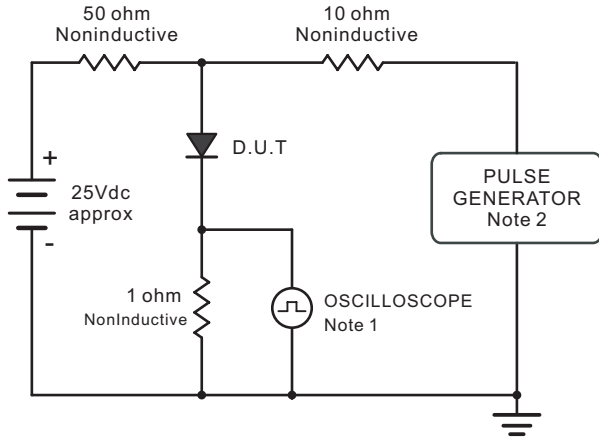 50 ohm
Noninductive
10 ohm
Noninductive
D.U.T
+
25Vdc
approx
-
PULSE
GENERATOR
Note 2
1 ohm
NonInductive
OSCILLOSCOPE
Note 1